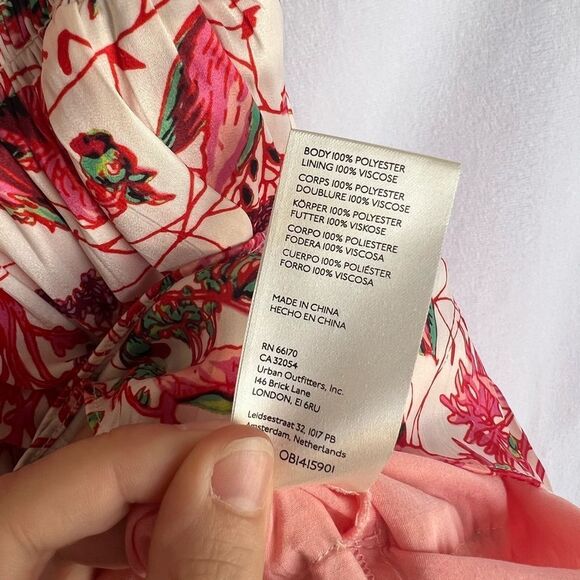 BODY 100% POLYESTER
LINING 100% VISCOSE
CORPS 100% POLYESTER
DOUBLURE 100% VISCOSE
KÖRPER 100% POLYESTER
FUTTER 100% VISKOSE
CORPO 100% POLIESTERE
FODERA 100% VISCOSA
CUERPO 100% POLIÉSTER
FORRO 100% VISCOSA
MADE IN CHINA
HECHO EN CHINA
RN 66170
CA 32054
Urban Outfitters, Inc.
146 Brick Lane
LONDON, E1 6RU
Leidsestraat 32, 1017 PB
Amsterdam, Netherlands
OB1415901